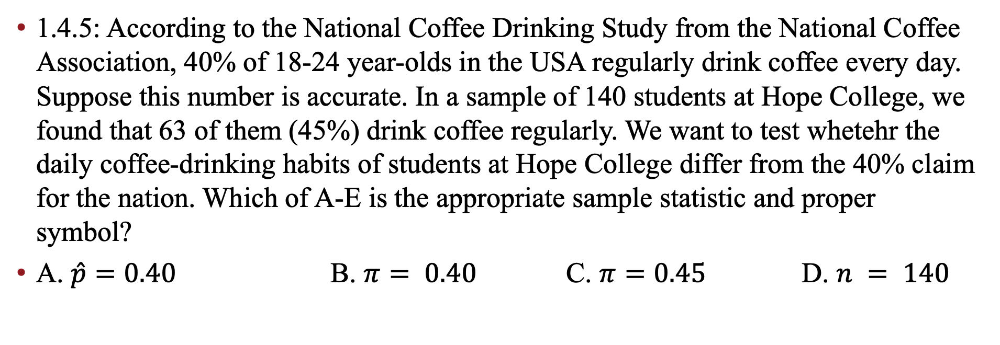 • 1.4.5: According to the National Coffee Drinking Study from the National Coffee
Association, 40% of 18-24 year-olds in the USA regularly drink coffee every day.
Suppose this number is accurate. In a sample of 140 students at Hope College, we
found that 63 of them (45%) drink coffee regularly. We want to test whetehr the
daily coffee-drinking habits of students at Hope College differ from the 40% claim
for the nation. Which of A-E is the appropriate sample statistic and proper
symbol?
• A. p̂ = 0.40 B. π = 0.40 C. π = 0.45 D. n = 140